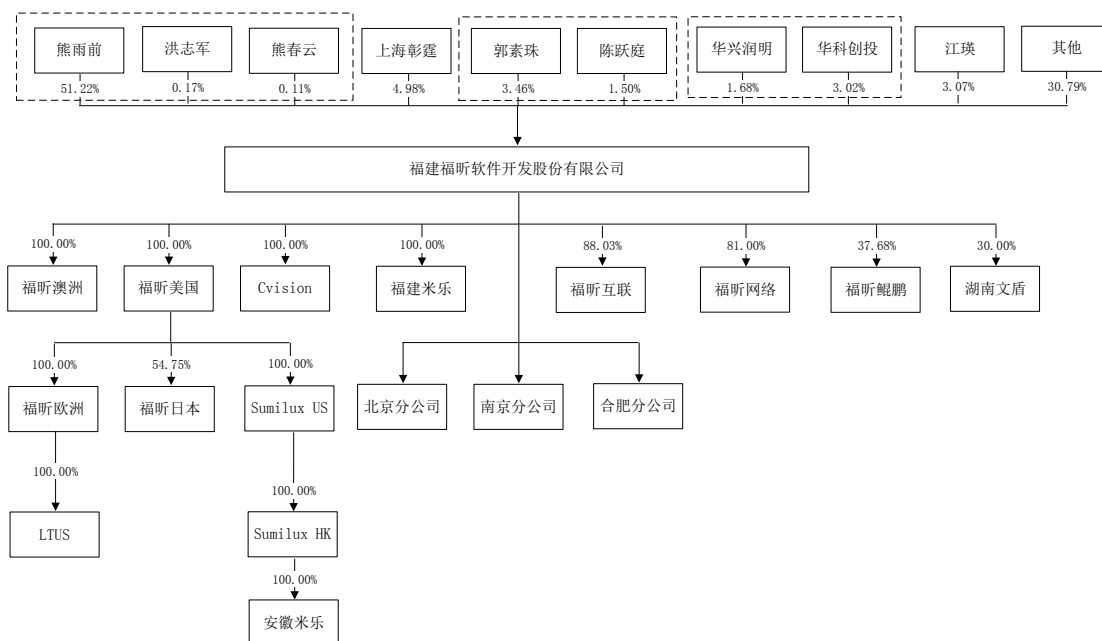 熊雨前 洪志军 熊春云 上海彰霆 郭素珠 陈跃庭 华兴润明 华科创投 江瑛 其他
51.22% 0.17% 0.11% 4.98% 3.46% 1.50% 1.68% 3.02% 3.07% 30.79%
福建福昕软件开发股份有限公司
100.00% 100.00% 100.00% 100.00% 88.03% 81.00% 37.68% 30.00%
福昕澳洲 福昕美国 Cvision 福建米乐 福昕互联 福昕网络 福昕鲲鹏 湖南文盾
100.00% 54.75% 100.00%
福昕欧洲 福昕日本 Sumilux US 北京分公司 南京分公司 合肥分公司
100.00%
100.00%
LTUS Sumilux HK
100.00%
安徽米乐